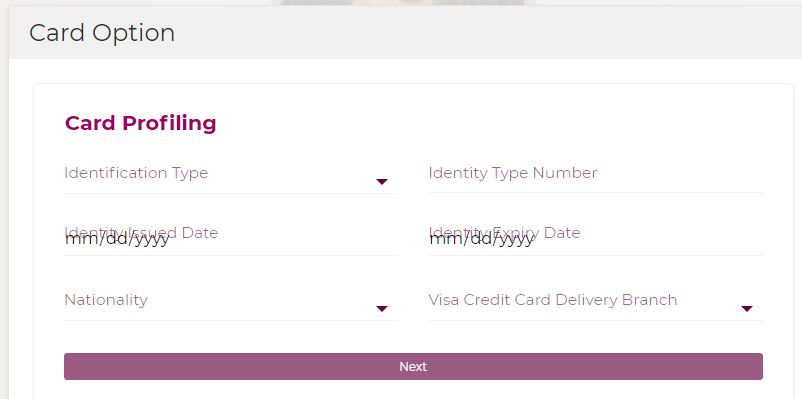 Card Option
Card Profiling
Identification Type
Identity Type Number
Identity Issued Date
mm/dd/yyyy
Identity Expiry Date
mm/dd/yyyy
Nationality
Visa Credit Card Delivery Branch
Next